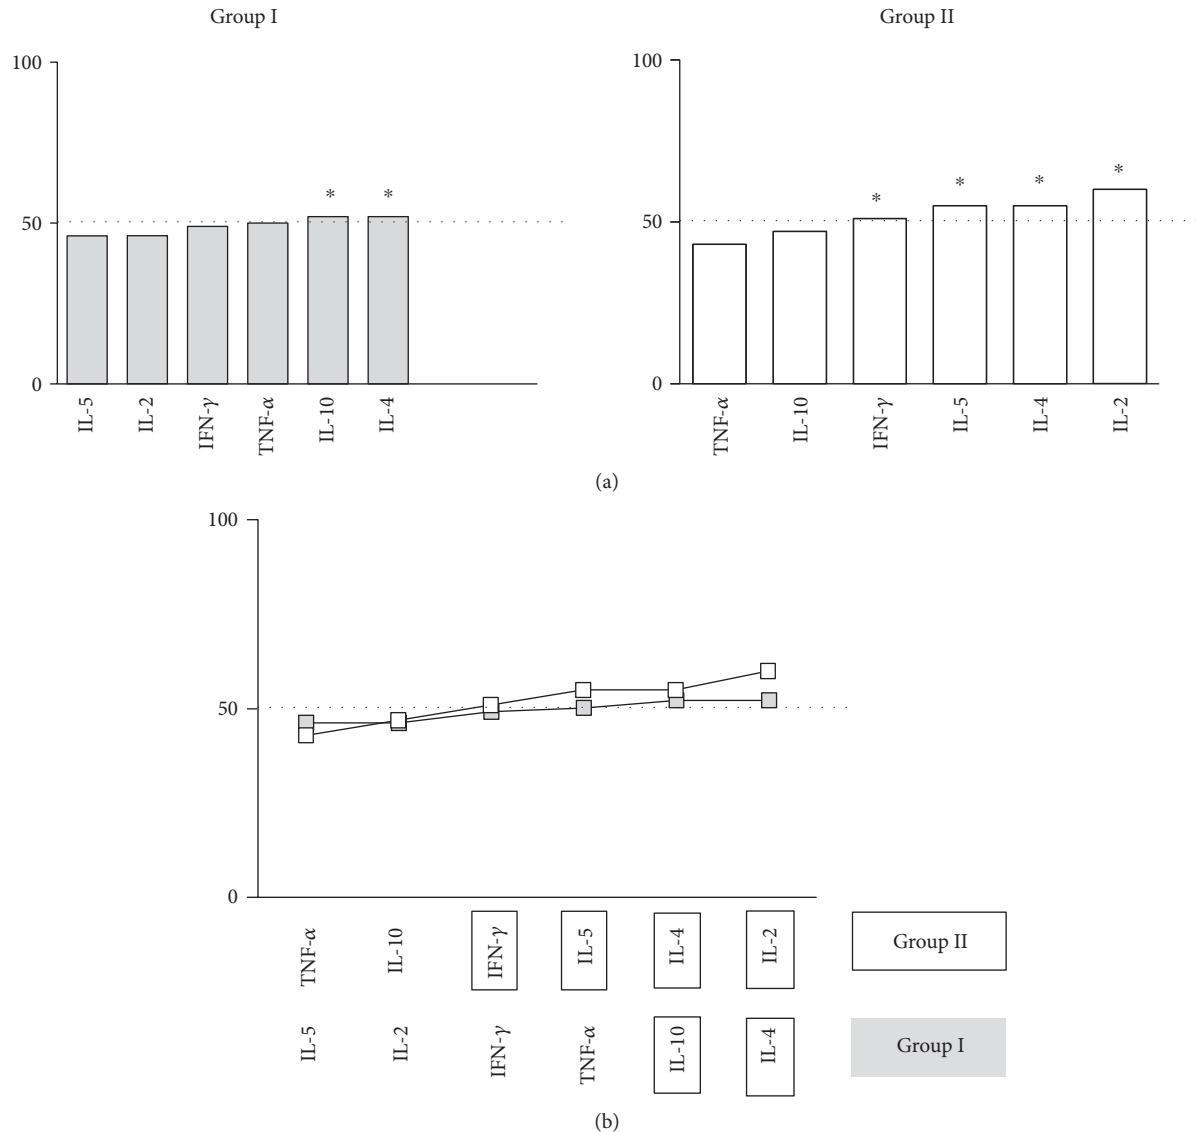 Group I
Group II
100
50
0
* *
IL-5 IL-2 IFN-γ TNF-α IL-10 IL-4
100
50
0
* * * *
TNF-α IL-10 IFN-γ IL-5 IL-4 IL-2
(a)
100
50
0
TNF-α IL-10 IFN-γ IL-5 IL-4 IL-2 Group II
IL-5 IL-2 IFN-γ TNF-α IL-10 IL-4 Group I
(b)